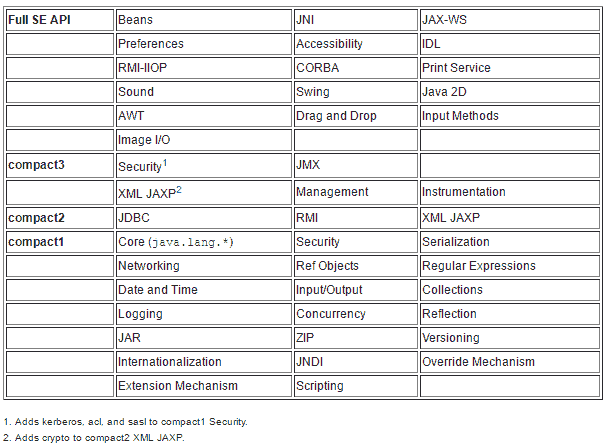 Full SE API Beans JNI JAX-WS
Preferences Accessibility IDL
RMI-IIOP CORBA Print Service
Sound Swing Java 2D
AWT Drag and Drop Input Methods
Image I/O
compact3 Security1 JMX
XML JAXP2 Management Instrumentation
compact2 JDBC RMI XML JAXP
compact1 Core (java.lang.*) Security Serialization
Networking Ref Objects Regular Expressions
Date and Time Input/Output Collections
Logging Concurrency Reflection
JAR ZIP Versioning
Internationalization JNDI Override Mechanism
Extension Mechanism Scripting
1. Adds kerberos, acl, and sasl to compact1 Security.
2. Adds crypto to compact2 XML JAXP.